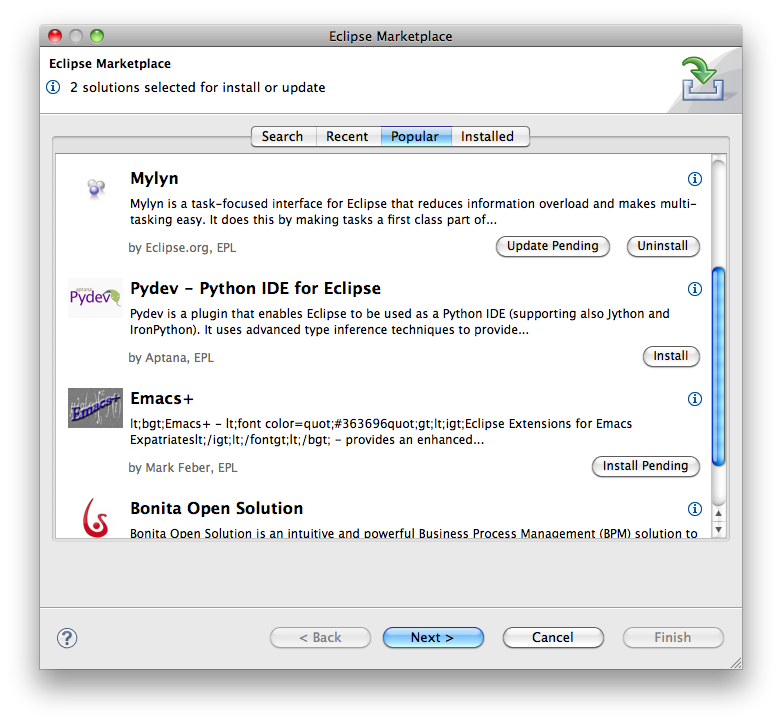 Eclipse Marketplace
Eclipse Marketplace
2 solutions selected for install or update
Search Recent Popular Installed
Mylyn
Mylyn is a task-focused interface for Eclipse that reduces information overload and makes multi-
tasking easy. It does this by making tasks a first class part of...
by Eclipse.org, EPL Update Pending Uninstall
aptana
Pydev
Pydev - Python IDE for Eclipse
Pydev is a plugin that enables Eclipse to be used as a Python IDE (supporting also Jython and
IronPython). It uses advanced type inference techniques to provide...
by Aptana, EPL Install
Emacs+
Emacs+
lt;bgt;Emacs+ - lt;font color=quot;#363696quot;gt;lt;igt;Eclipse Extensions for Emacs
Expatriateslt;/igt;lt;/fontgt;lt;/bgt; - provides an enhanced...
by Mark Feber, EPL Install Pending
Bonita Open Solution
Bonita Open Solution is an intuitive and powerful Business Process Management (BPM) solution to
? < Back Next > Cancel Finish